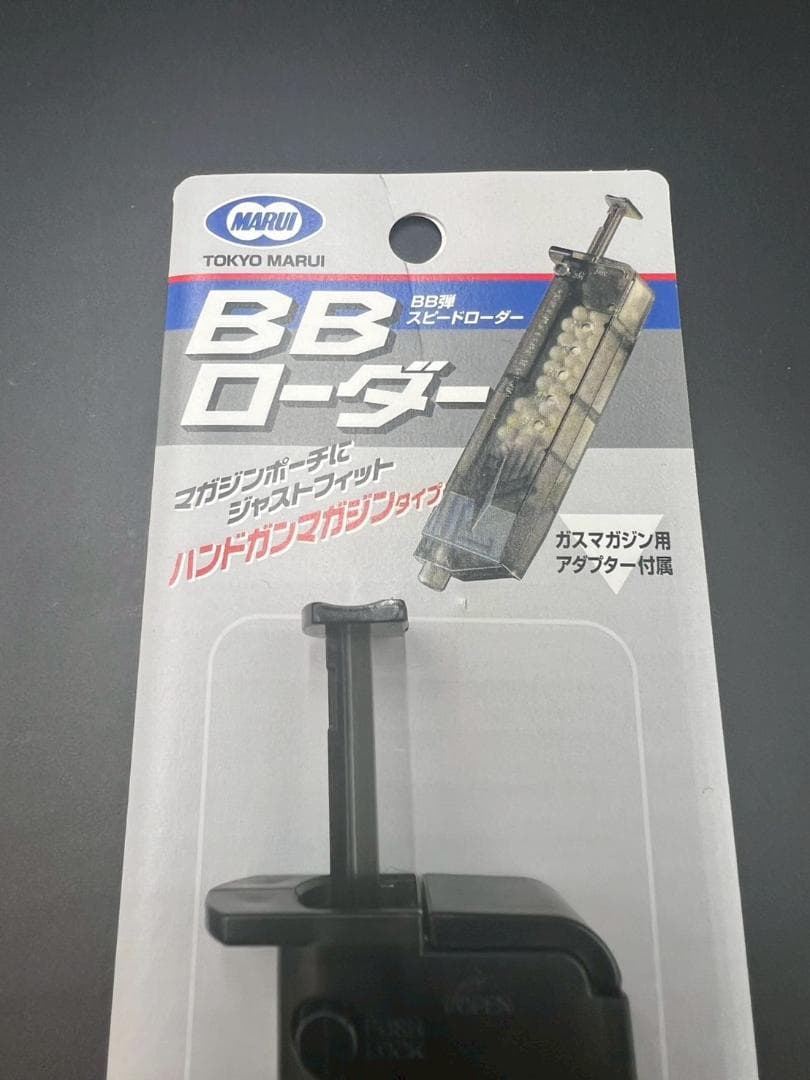 MARUI
TOKYO MARUI
BB
ローダー
BB弾
スピードローダー
マガジンポーチに
ジャストフィット
ハンドガンマガジンタイプ
ガスマガジン用
アダプター付属
OPEN
LOCK